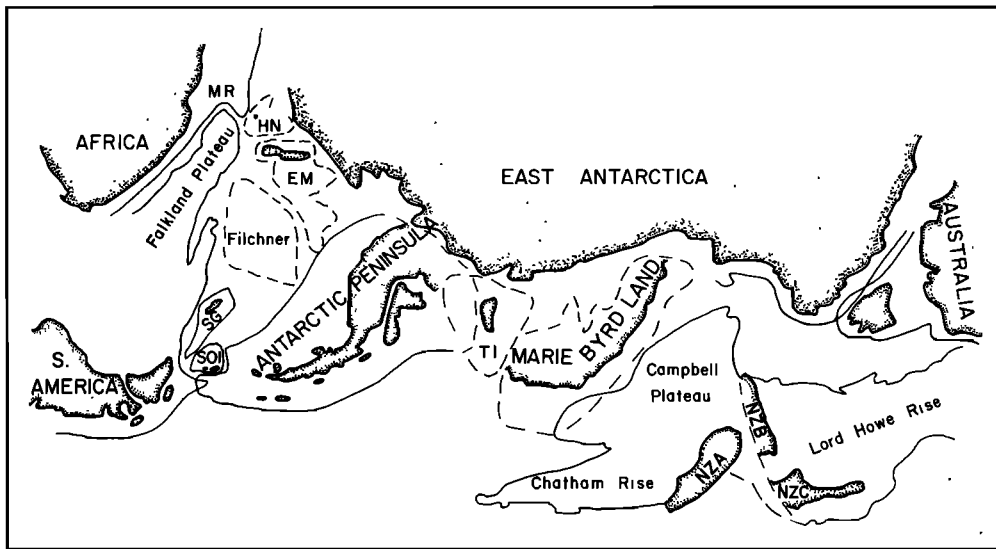 MR
AFRICA
HN
Falkland Plateau
EM
EAST ANTARCTICA
AUSTRALIA
Filchner
ANTARCTIC PENINSULA
SG
SOI
S.
AMERICA
TI
MARIE
BYRD LAND
Campbell
Plateau
NZB
Lord Howe Rise
NZA
NZC
Chatham Rise